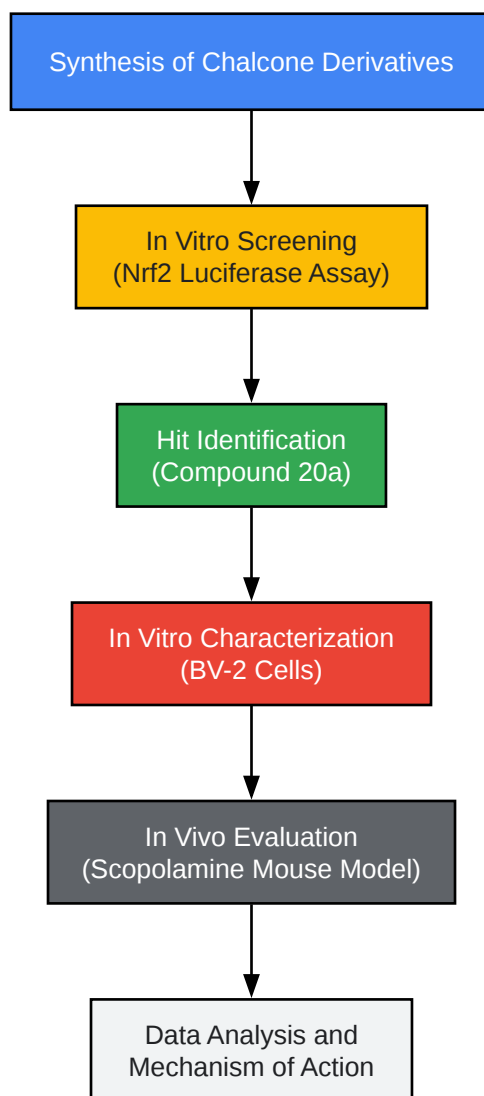 Synthesis of Chalcone Derivatives
In Vitro Screening
(Nrf2 Luciferase Assay)
Hit Identification
(Compound 20a)
In Vitro Characterization
(BV-2 Cells)
In Vivo Evaluation
(Scopolamine Mouse Model)
Data Analysis and
Mechanism of Action